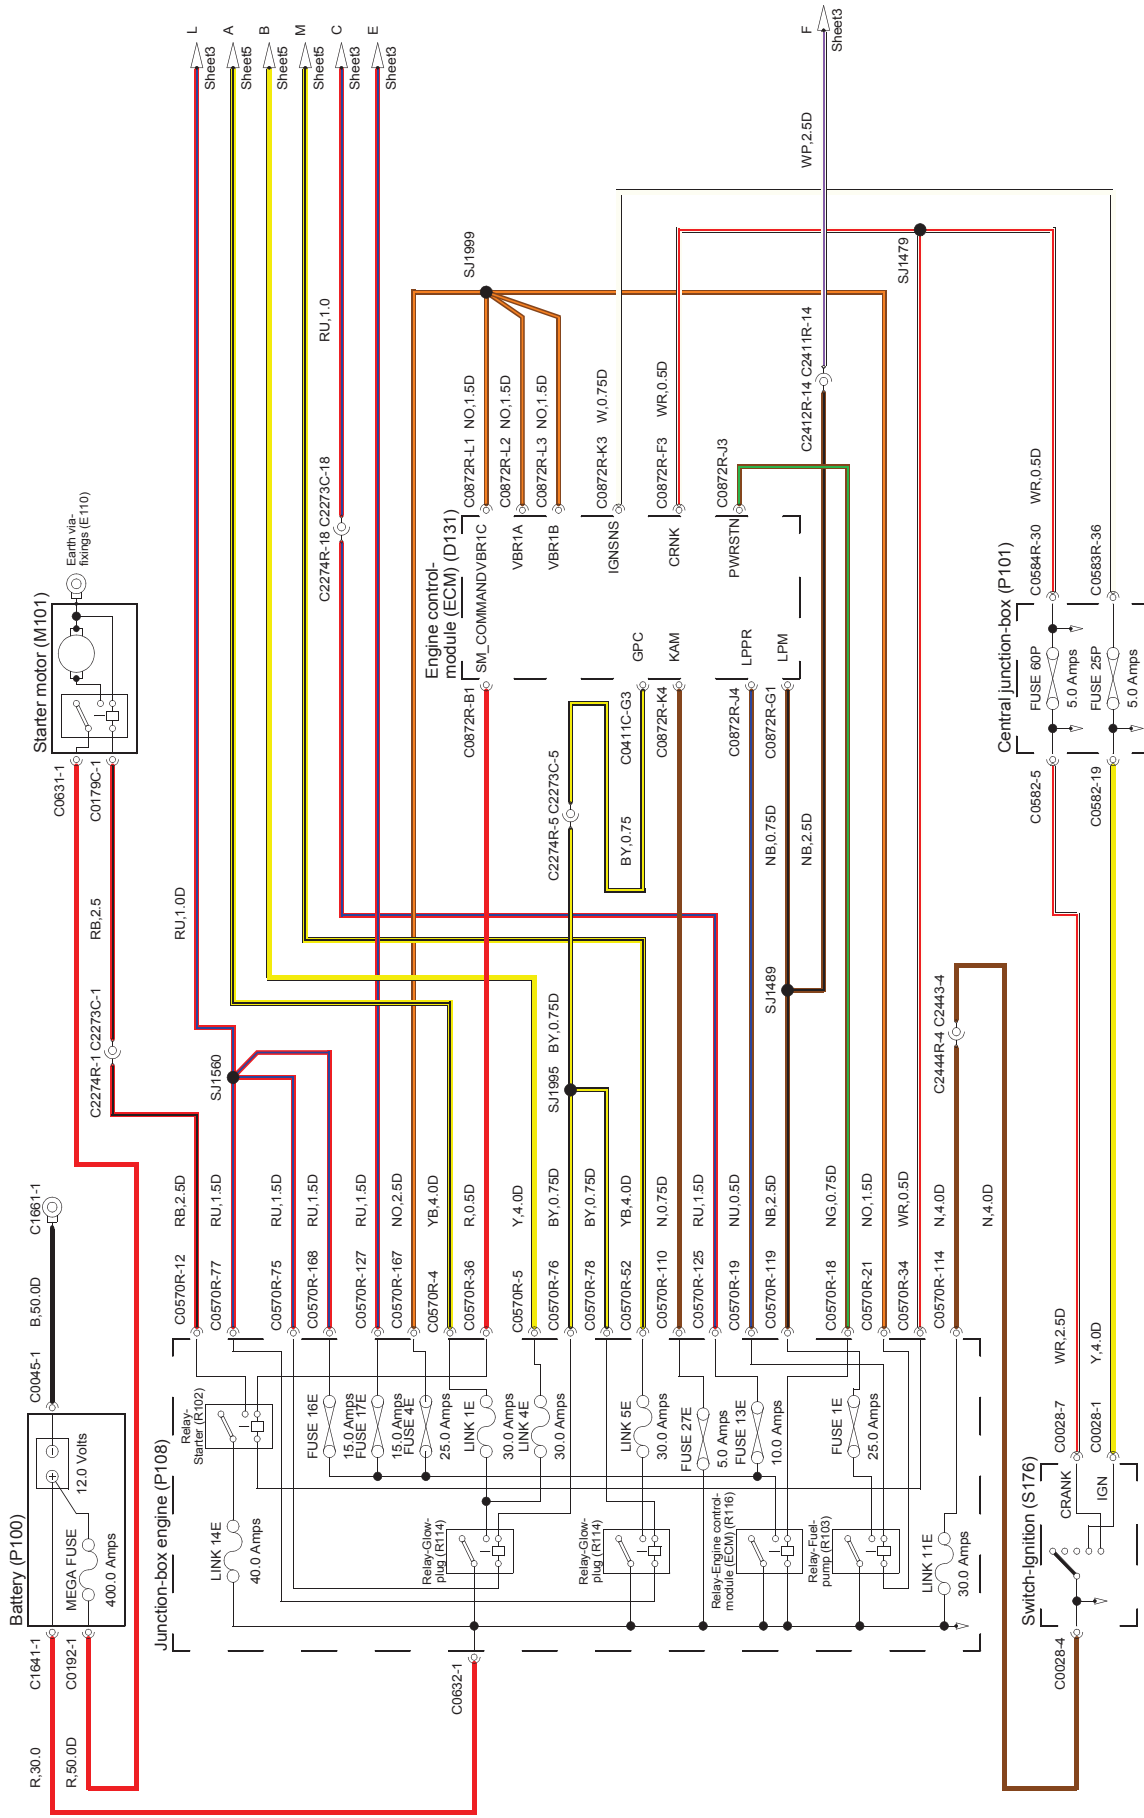 L
Sheet3
A
Sheet5
B
Sheet5
M
Sheet5
C
Sheet3
E
Sheet3
F
Sheet3
WP,2.5D
RU,1.0
SJ1999
SJ1479
C2274R-18 C2273C-18
C2412R-14 C2411R-14
Starter motor (M101)
Earth via-
fixings (E110)
C0631-1
C0179C-1
RB,2.5
C2274R-1 C2273C-1
RU,1.0D
SJ1560
C0872R-L1 NO,1.5D
C0872R-L2 NO,1.5D
C0872R-L3 NO,1.5D
C0872R-K3 W,0.75D
C0872R-F3 WR,0.5D
C0872R-J3
Engine control-
module (ECM) (D131)
SM_COMMAND
VBR1C
VBR1A
VBR1B
IGNSNS
CRNK
PWRSTN
GPC
KAM
LPPR
LPM
C0872R-B1
C0411C-G3
C0872R-K4
C0872R-J4
C0872R-G1
C2274R-5 C2273C-5
BY,0.75
NB,0.75D
NB,2.5D
BY,0.75D
SJ1995
SJ1489
C2444R-4 C2443-4
WR,0.5D
C0584R-30
C0583R-36
Central junction-box (P101)
FUSE 60P
5.0 Amps
FUSE 25P
5.0 Amps
C0582-5
C0582-19
Battery (P100)
MEGA FUSE
400.0 Amps
12.0 Volts
C0045-1
B,50.0D
C1661-1
C1641-1
C0192-1
R,30.0
R,50.0D
C0632-1
Junction-box engine (P108)
C0570R-12 RB,2.5D
C0570R-77 RU,1.5D
C0570R-75 RU,1.5D
C0570R-168 RU,1.5D
C0570R-127 RU,1.5D
C0570R-167 NO,2.5D
C0570R-4 YB,4.0D
C0570R-36 R,0.5D
C0570R-5 Y,4.0D
C0570R-76 BY,0.75D
C0570R-78 BY,0.75D
C0570R-52 YB,4.0D
C0570R-110 N,0.75D
C0570R-125 RU,1.5D
C0570R-19 NU,0.5D
C0570R-119 NB,2.5D
C0570R-18 NG,0.75D
C0570R-21 NO,1.5D
C0570R-34 WR,0.5D
C0570R-114 N,4.0D
N,4.0D
Relay-
Starter (R102)
LINK 14E
40.0 Amps
FUSE 16E
15.0 Amps
FUSE 17E
15.0 Amps
FUSE 4E
25.0 Amps
LINK 1E
30.0 Amps
LINK 4E
30.0 Amps
Relay-Glow-
plug (R114)
Relay-Glow-
plug (R114)
LINK 5E
30.0 Amps
FUSE 27E
5.0 Amps
FUSE 13E
10.0 Amps
Relay-Engine control-
module (ECM) (R116)
Relay-Fuel-
pump (R103)
FUSE 1E
25.0 Amps
LINK 11E
30.0 Amps
Switch-Ignition (S176)
CRANK
IGN
C0028-7
C0028-1
C0028-4
WR,2.5D
Y,4.0D